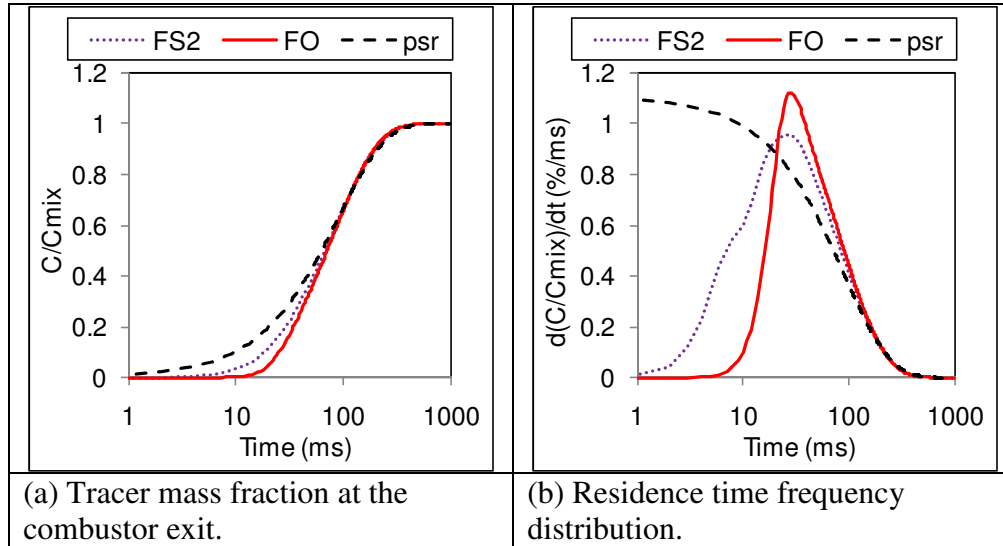 FS2 FO psr
1.2
1
0.8
0.6
0.4
0.2
0
C/Cmix
1 10 100 1000
Time (ms)
(a) Tracer mass fraction at the
combustor exit.
FS2 FO psr
1.2
1
0.8
0.6
0.4
0.2
0
d(C/Cmix)/dt (%/ms)
1 10 100 1000
Time (ms)
(b) Residence time frequency
distribution.